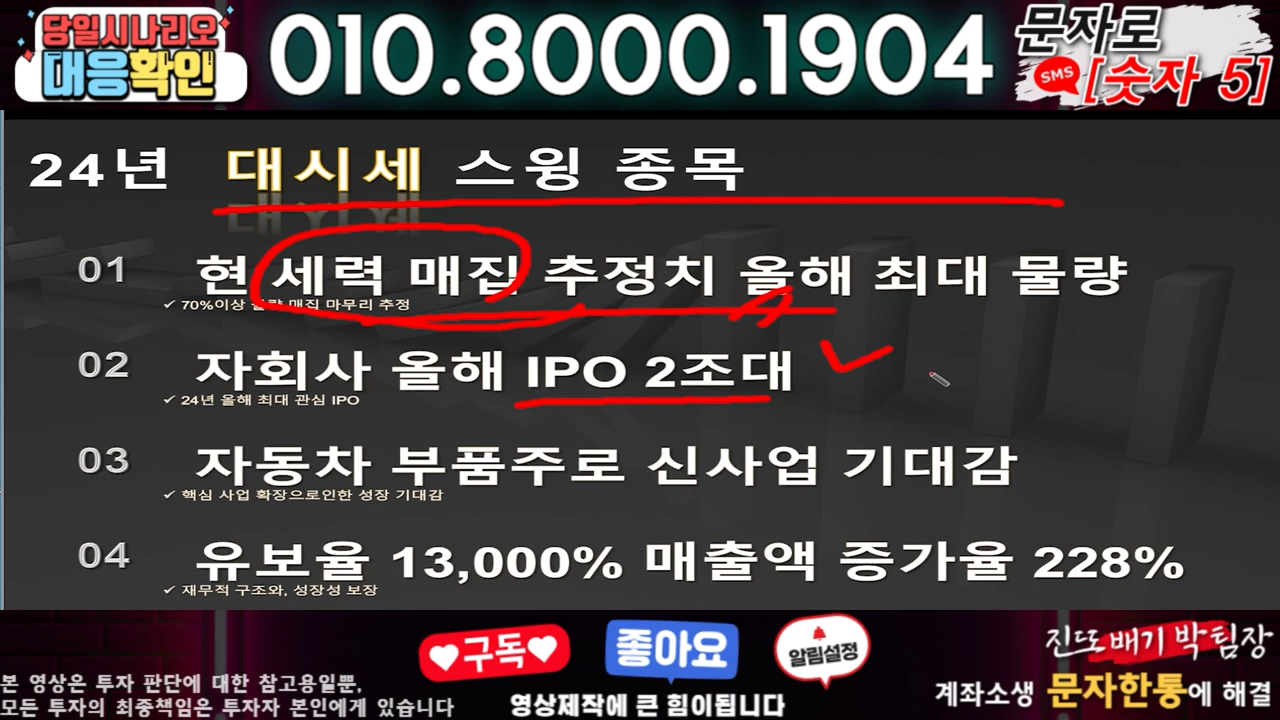 당일시나리오
대응확인
010.8000.1904
문자로
SMS [숫자 5]
24년 대시세 스윙 종목
01 현 세력 매집 추정치 올해 최대 물량
✓ 70%이상 물량 매집 마무리 추정
02 자회사 올해 IPO 2조대
✓ 24년 올해 최대 관심 IPO
03 자동차 부품주로 신사업 기대감
✓ 핵심 사업 확장으로인한 성장 기대감
04 유보율 13,000% 매출액 증가율 228%
✓ 재무적 구조와, 성장성 보장
구독
좋아요
알림설정
영상제작에 큰 힘이됩니다
본 영상은 투자 판단에 대한 참고용일뿐,
모든 투자의 최종책임은 투자자 본인에게 있습니다
진또배기 박팀장
계좌소생 문자한통에 해결